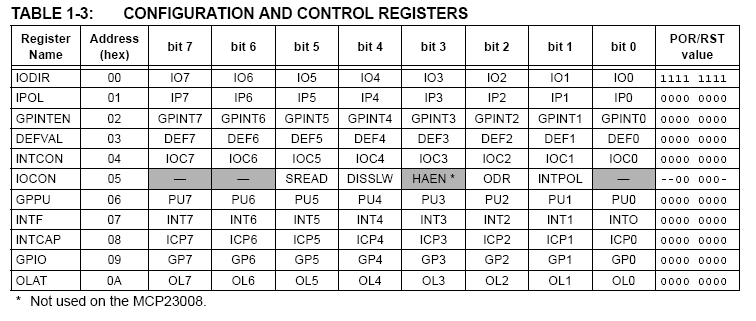 TABLE 1-3: CONFIGURATION AND CONTROL REGISTERS
Register Name Address (hex) bit 7 bit 6 bit 5 bit 4 bit 3 bit 2 bit 1 bit 0 POR/RST value
IODIR 00 IO7 IO6 IO5 IO4 IO3 IO2 IO1 IO0 1111 1111
IPOL 01 IP7 IP6 IP5 IP4 IP3 IP2 IP1 IP0 0000 0000
GPINTEN 02 GPINT7 GPINT6 GPINT5 GPINT4 GPINT3 GPINT2 GPINT1 GPINT0 0000 0000
DEFVAL 03 DEF7 DEF6 DEF5 DEF4 DEF3 DEF2 DEF1 DEF0 0000 0000
INTCON 04 IOC7 IOC6 IOC5 IOC4 IOC3 IOC2 IOC1 IOC0 0000 0000
IOCON 05 — — SREAD DISSLW HAEN * ODR INTPOL — --00 000-
GPPU 06 PU7 PU6 PU5 PU4 PU3 PU2 PU1 PU0 0000 0000
INTF 07 INT7 INT6 INT5 INT4 INT3 INT2 INT1 INTO 0000 0000
INTCAP 08 ICP7 ICP6 ICP5 ICP4 ICP3 ICP2 ICP1 ICP0 0000 0000
GPIO 09 GP7 GP6 GP5 GP4 GP3 GP2 GP1 GP0 0000 0000
OLAT 0A OL7 OL6 OL5 OL4 OL3 OL2 OL1 OL0 0000 0000
* Not used on the MCP23008.